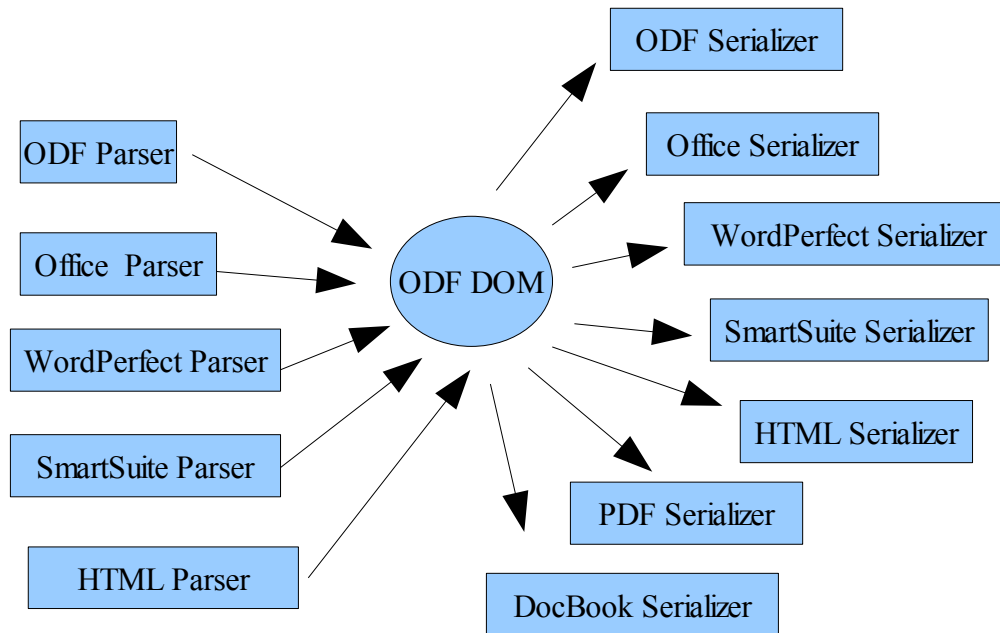 ODF Parser
Office Parser
WordPerfect Parser
SmartSuite Parser
HTML Parser
ODF DOM
ODF Serializer
Office Serializer
WordPerfect Serializer
SmartSuite Serializer
HTML Serializer
PDF Serializer
DocBook Serializer